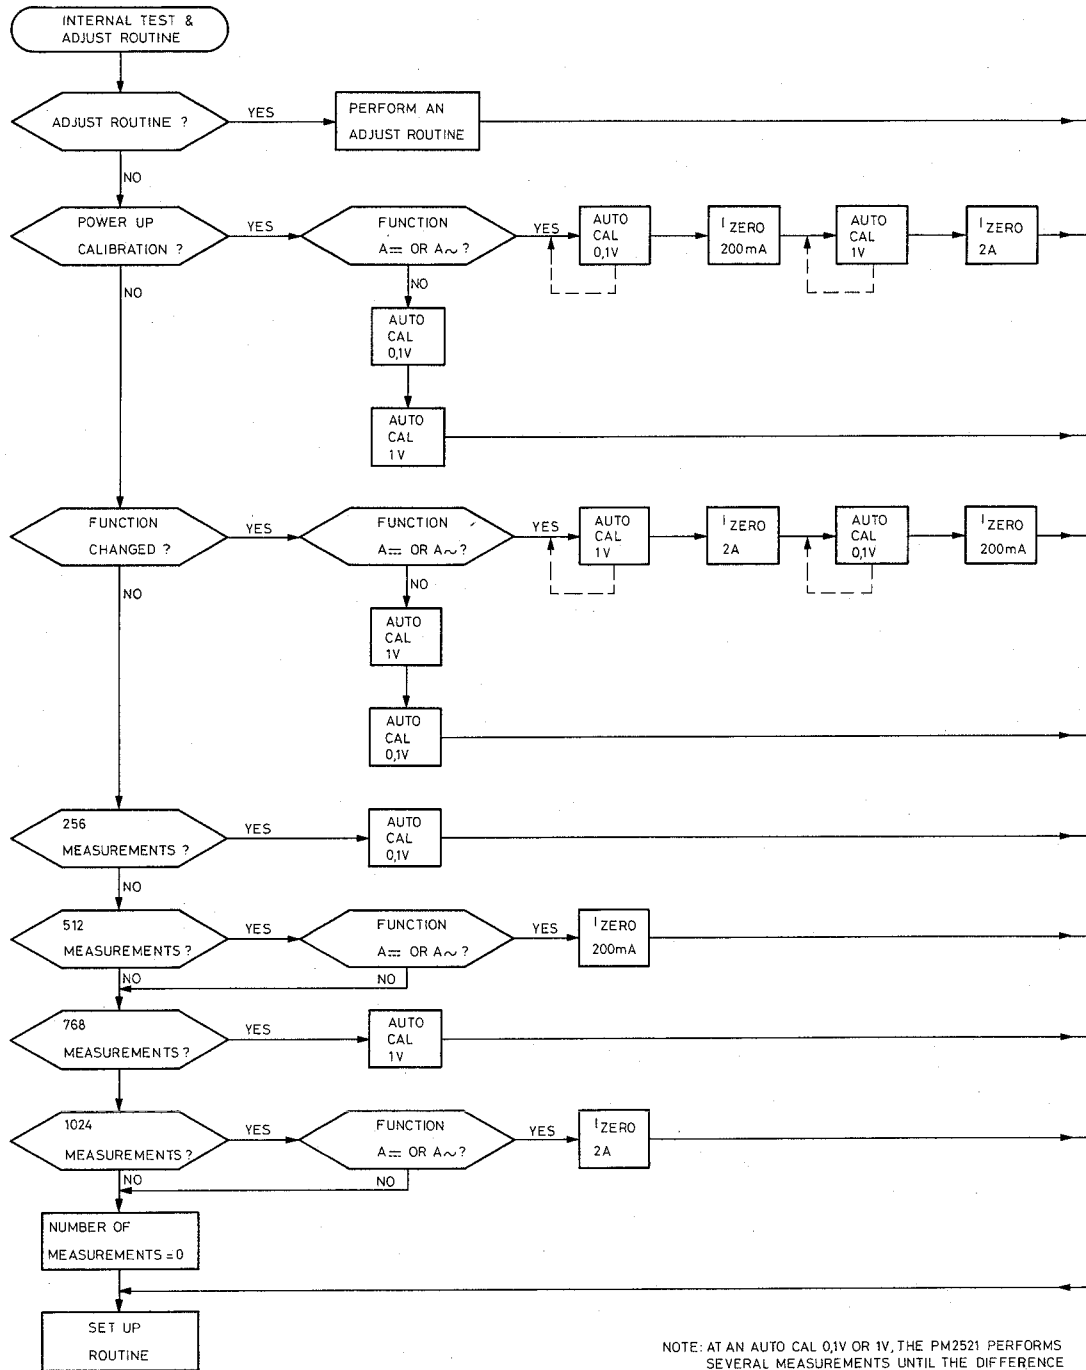 INTERNAL TEST &
ADJUST ROUTINE
ADJUST ROUTINE ?
YES
PERFORM AN
ADJUST ROUTINE
NO
POWER UP
CALIBRATION ?
YES
FUNCTION
A⎓ OR A∼ ?
YES
AUTO
CAL
0,1V
I ZERO
200mA
AUTO
CAL
1V
I ZERO
2A
NO
NO
AUTO
CAL
0,1V
AUTO
CAL
1V
FUNCTION
CHANGED ?
YES
FUNCTION
A⎓ OR A∼ ?
YES
AUTO
CAL
1V
I ZERO
2A
AUTO
CAL
0,1V
I ZERO
200mA
NO
NO
AUTO
CAL
1V
AUTO
CAL
0,1V
256
MEASUREMENTS ?
YES
AUTO
CAL
0,1V
NO
512
MEASUREMENTS ?
YES
FUNCTION
A⎓ OR A∼ ?
YES
I ZERO
200mA
NO
NO
768
MEASUREMENTS ?
YES
AUTO
CAL
1V
1024
MEASUREMENTS ?
YES
FUNCTION
A⎓ OR A∼ ?
YES
I ZERO
2A
NO
NO
NUMBER OF
MEASUREMENTS = 0
SET UP
ROUTINE
NOTE: AT AN AUTO CAL 0,1V OR 1V, THE PM2521 PERFORMS
SEVERAL MEASUREMENTS UNTIL THE DIFFERENCE